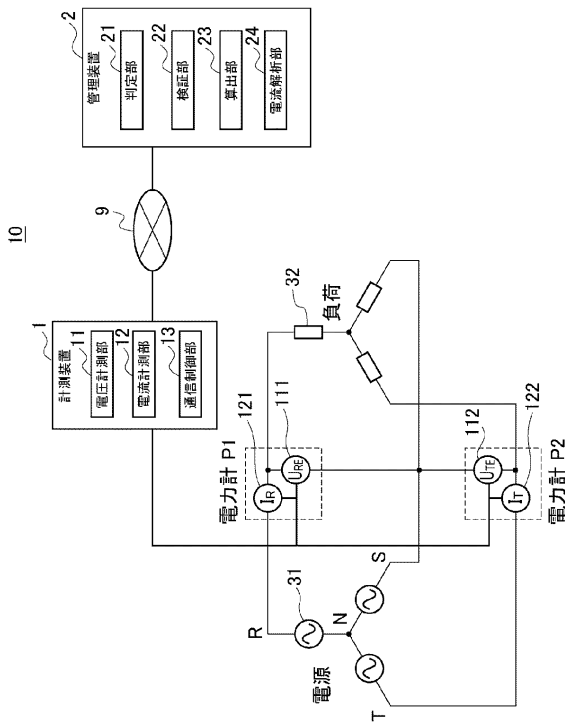 10
計測装置 1
電圧計測部 11
電流計測部 12
通信制御部 13
9
管理装置 2
判定部 21
検証部 22
算出部 23
電流解析部 24
電力計 P1
121
IR
111
URE
電力計 P2
112
UTE
122
IT
負荷
32
電源
31
R
N
S
T